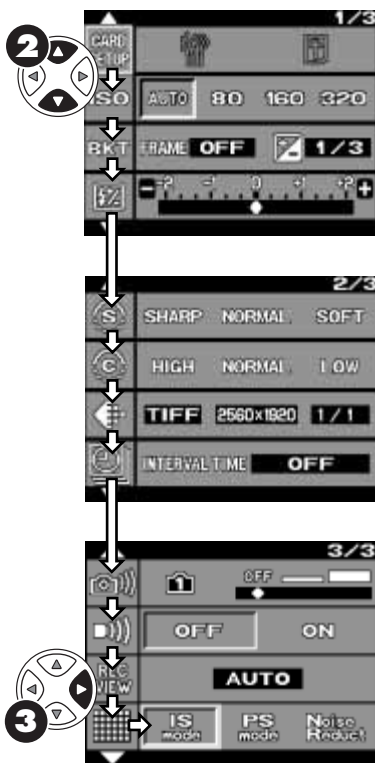 1/3
2
CARD SETUP
ISO AUTO 80 160 320
BKT FRAME OFF 1/3
-2 -1 0 +1 +2
2/3
S SHARP NORMAL SOFT
C HIGH NORMAL LOW
TIFF 2560x1920 1/1
INTERVAL TIME OFF
3/3
1 OFF
OFF ON
REC VIEW AUTO
3
IS mode PS mode Noise Reduct